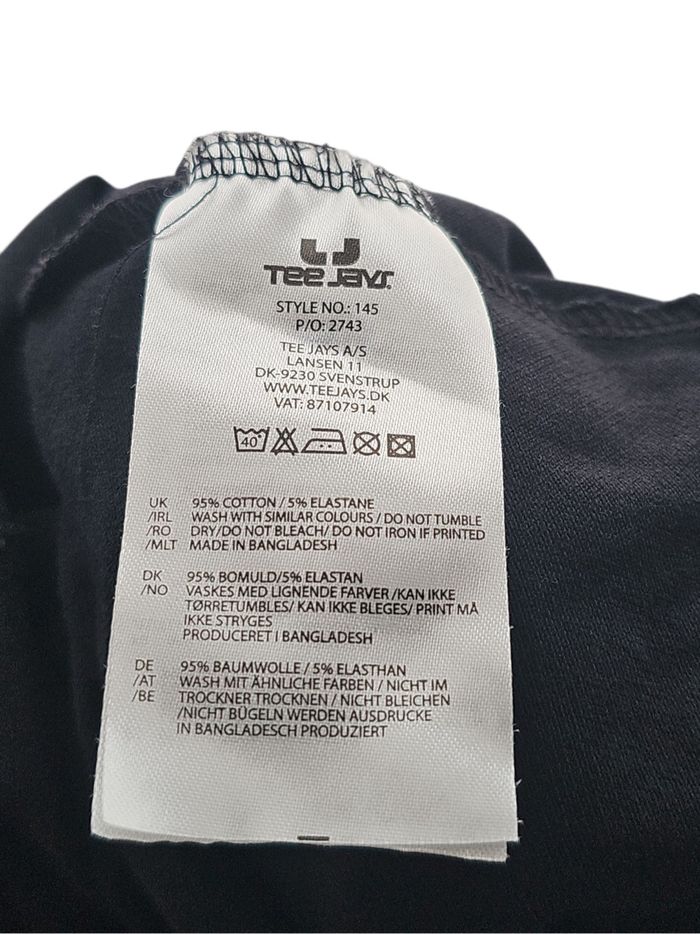 TEE JAYS
STYLE NO.: 145
P/O: 2743
TEE JAYS A/S
LANSEN 11
DK-9230 SVENSTRUP
WWW.TEEJAYS.DK
VAT: 87107914
40°
UK 95% COTTON / 5% ELASTANE
/IRL WASH WITH SIMILAR COLOURS / DO NOT TUMBLE
/RO DRY/DO NOT BLEACH/ DO NOT IRON IF PRINTED
/MLT MADE IN BANGLADESH
DK 95% BOMULD/5% ELASTAN
/NO VASKES MED LIGNENDE FARVER /KAN IKKE
TØRRETUMBLES/ KAN IKKE BLEGES/ PRINT MÅ
IKKE STRYGES
PRODUCERET I BANGLADESH
DE 95% BAUMWOLLE / 5% ELASTHAN
/AT WASH MIT ÄHNLICHE FARBEN / NICHT IM
/BE TROCKNER TROCKNEN / NICHT BLEICHEN
/NICHT BÜGELN WERDEN AUSDRUCKE
IN BANGLADESCH PRODUZIERT